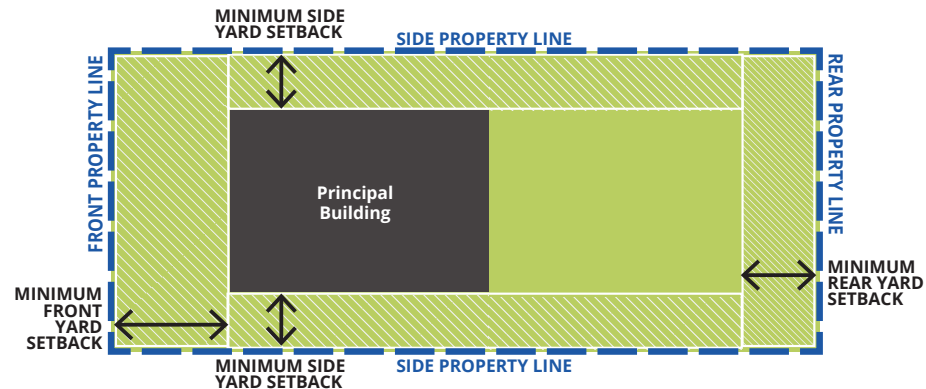 MINIMUM SIDE
YARD SETBACK
SIDE PROPERTY LINE
FRONT PROPERTY LINE
REAR PROPERTY LINE
Principal
Building
MINIMUM
FRONT
YARD
SETBACK
MINIMUM
REAR YARD
SETBACK
MINIMUM SIDE
YARD SETBACK
SIDE PROPERTY LINE